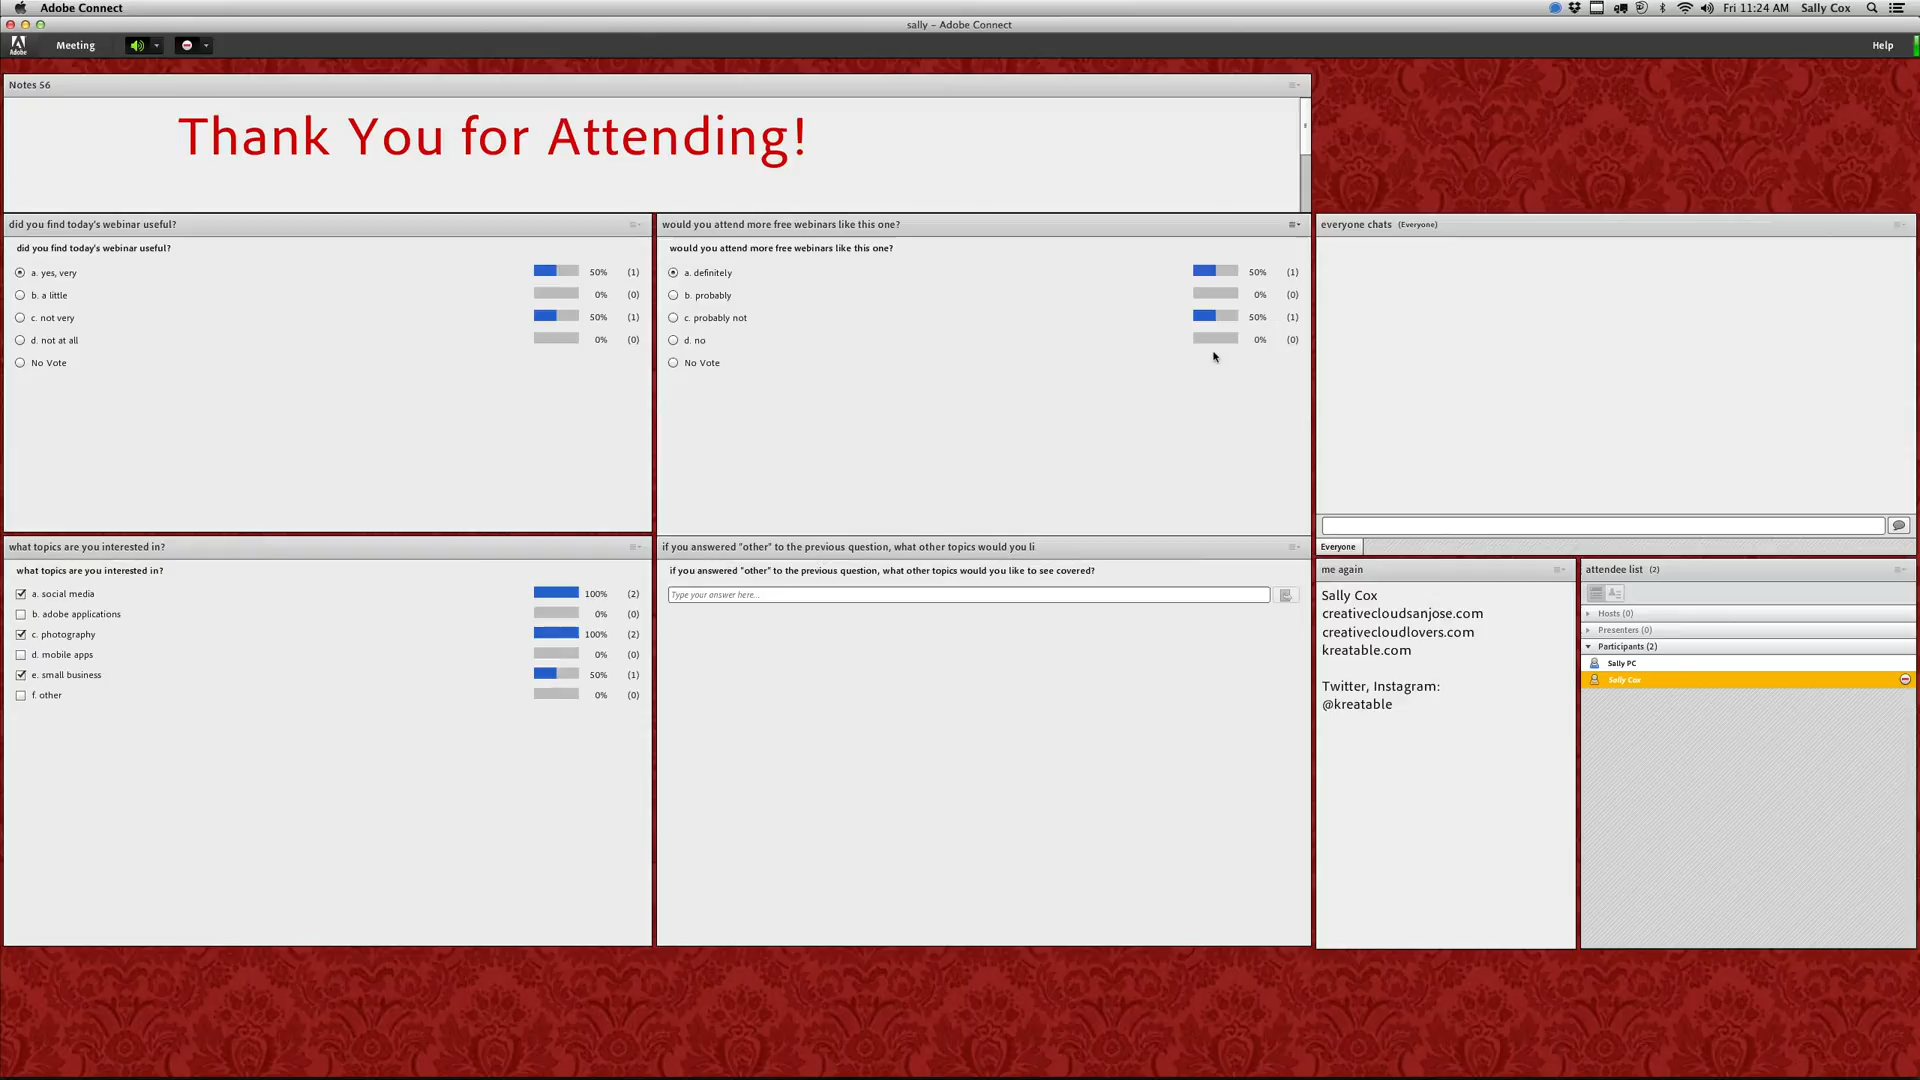 Adobe Connect
Fri 11:24 AM Sally Cox
sally – Adobe Connect
Adobe
Meeting
Help
Notes 56
Thank You for Attending!
did you find today's webinar useful?
did you find today's webinar useful?
a. yes, very 50% (1)
b. a little 0% (0)
c. not very 50% (1)
d. not at all 0% (0)
No Vote
would you attend more free webinars like this one?
would you attend more free webinars like this one?
a. definitely 50% (1)
b. probably 0% (0)
c. probably not 50% (1)
d. no 0% (0)
No Vote
everyone chats (Everyone)
Everyone
what topics are you interested in?
what topics are you interested in?
a. social media 100% (2)
b. adobe applications 0% (0)
c. photography 100% (2)
d. mobile apps 0% (0)
e. small business 50% (1)
f. other 0% (0)
if you answered "other" to the previous question, what other topics would you li
if you answered "other" to the previous question, what other topics would you like to see covered?
Type your answer here...
me again
Sally Cox
creativecloudsanjose.com
creativecloudlovers.com
kreatable.com
Twitter, Instagram:
@kreatable
attendee list (2)
Hosts (0)
Presenters (0)
Participants (2)
Sally PC
Sally Cox